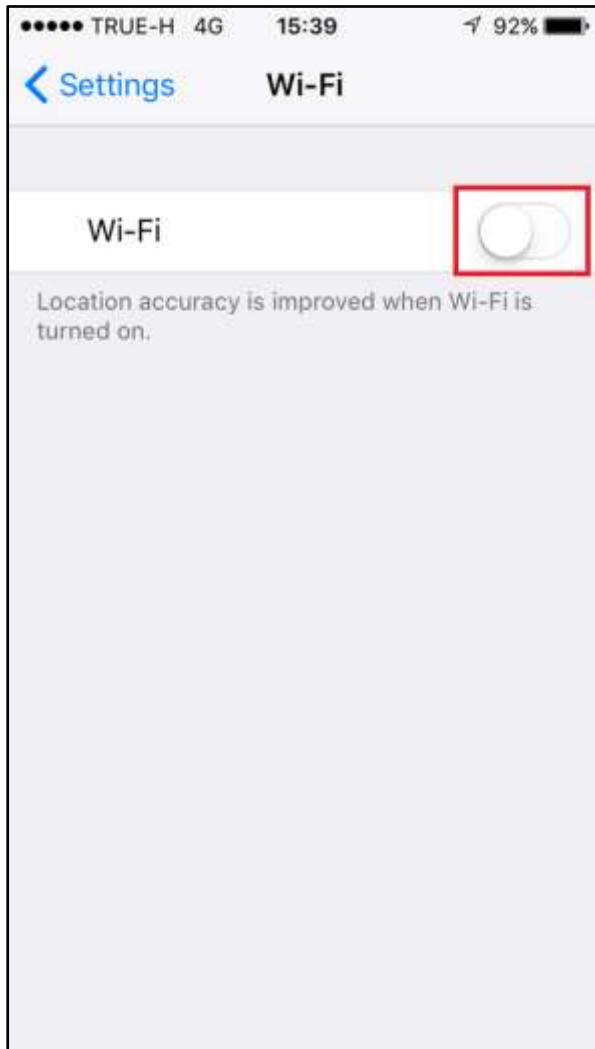 TRUE-H 4G 15:39 92%
Settings Wi-Fi
Wi-Fi
Location accuracy is improved when Wi-Fi is
turned on.